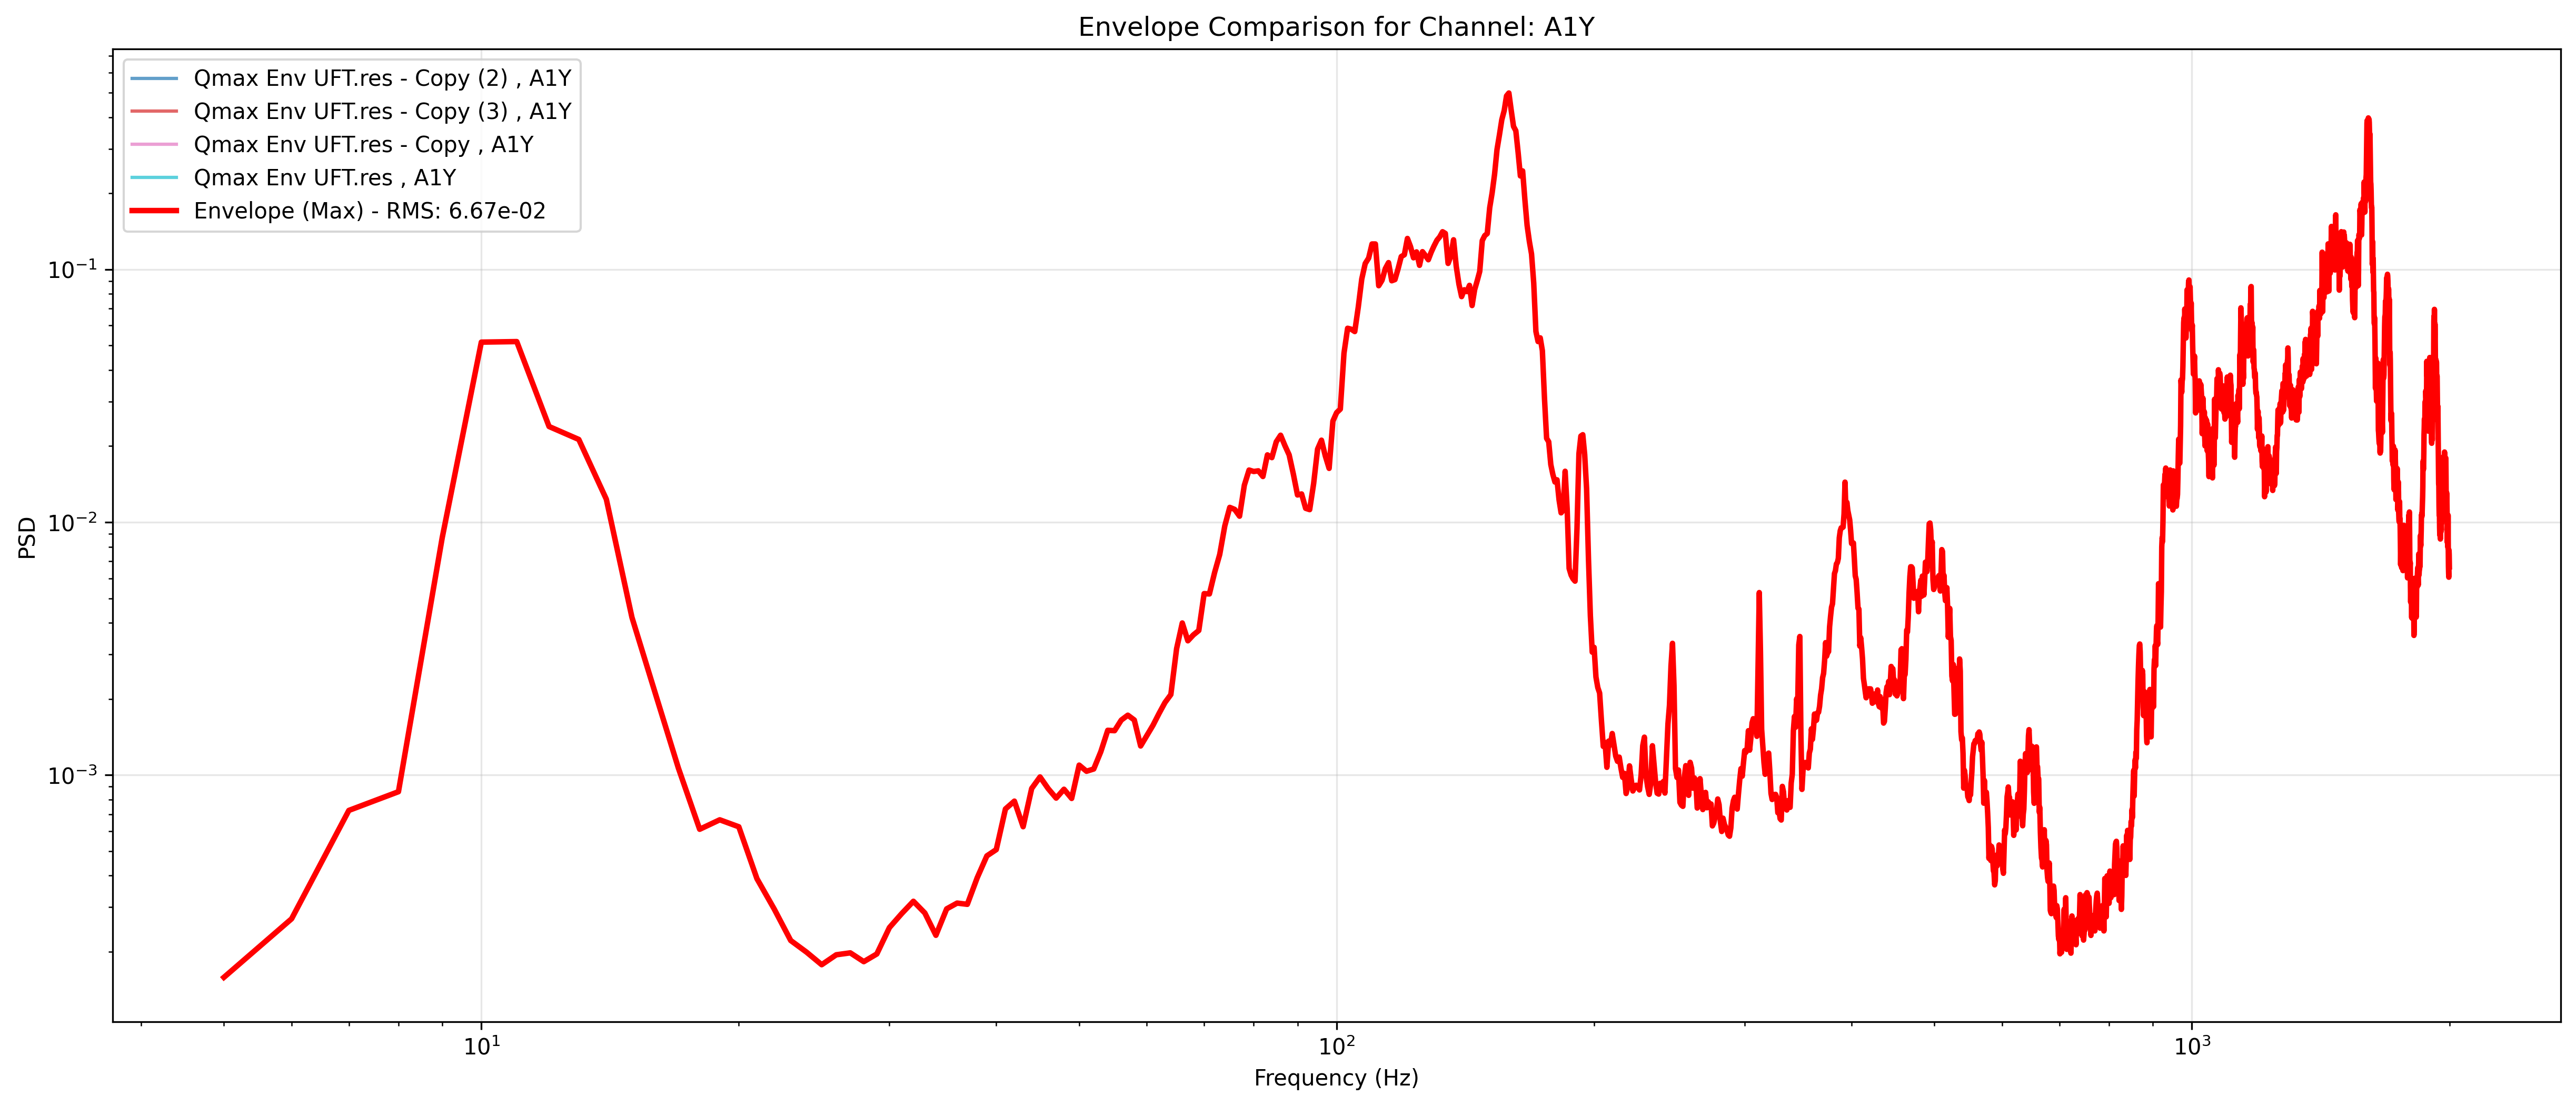 Envelope Comparison for Channel: A1Y
Qmax Env UFT.res - Copy (2) , A1Y
Qmax Env UFT.res - Copy (3) , A1Y
Qmax Env UFT.res - Copy , A1Y
Qmax Env UFT.res , A1Y
Envelope (Max) - RMS: 6.67e-02
PSD
10⁻¹
10⁻²
10⁻³
10¹ 10² 10³
Frequency (Hz)